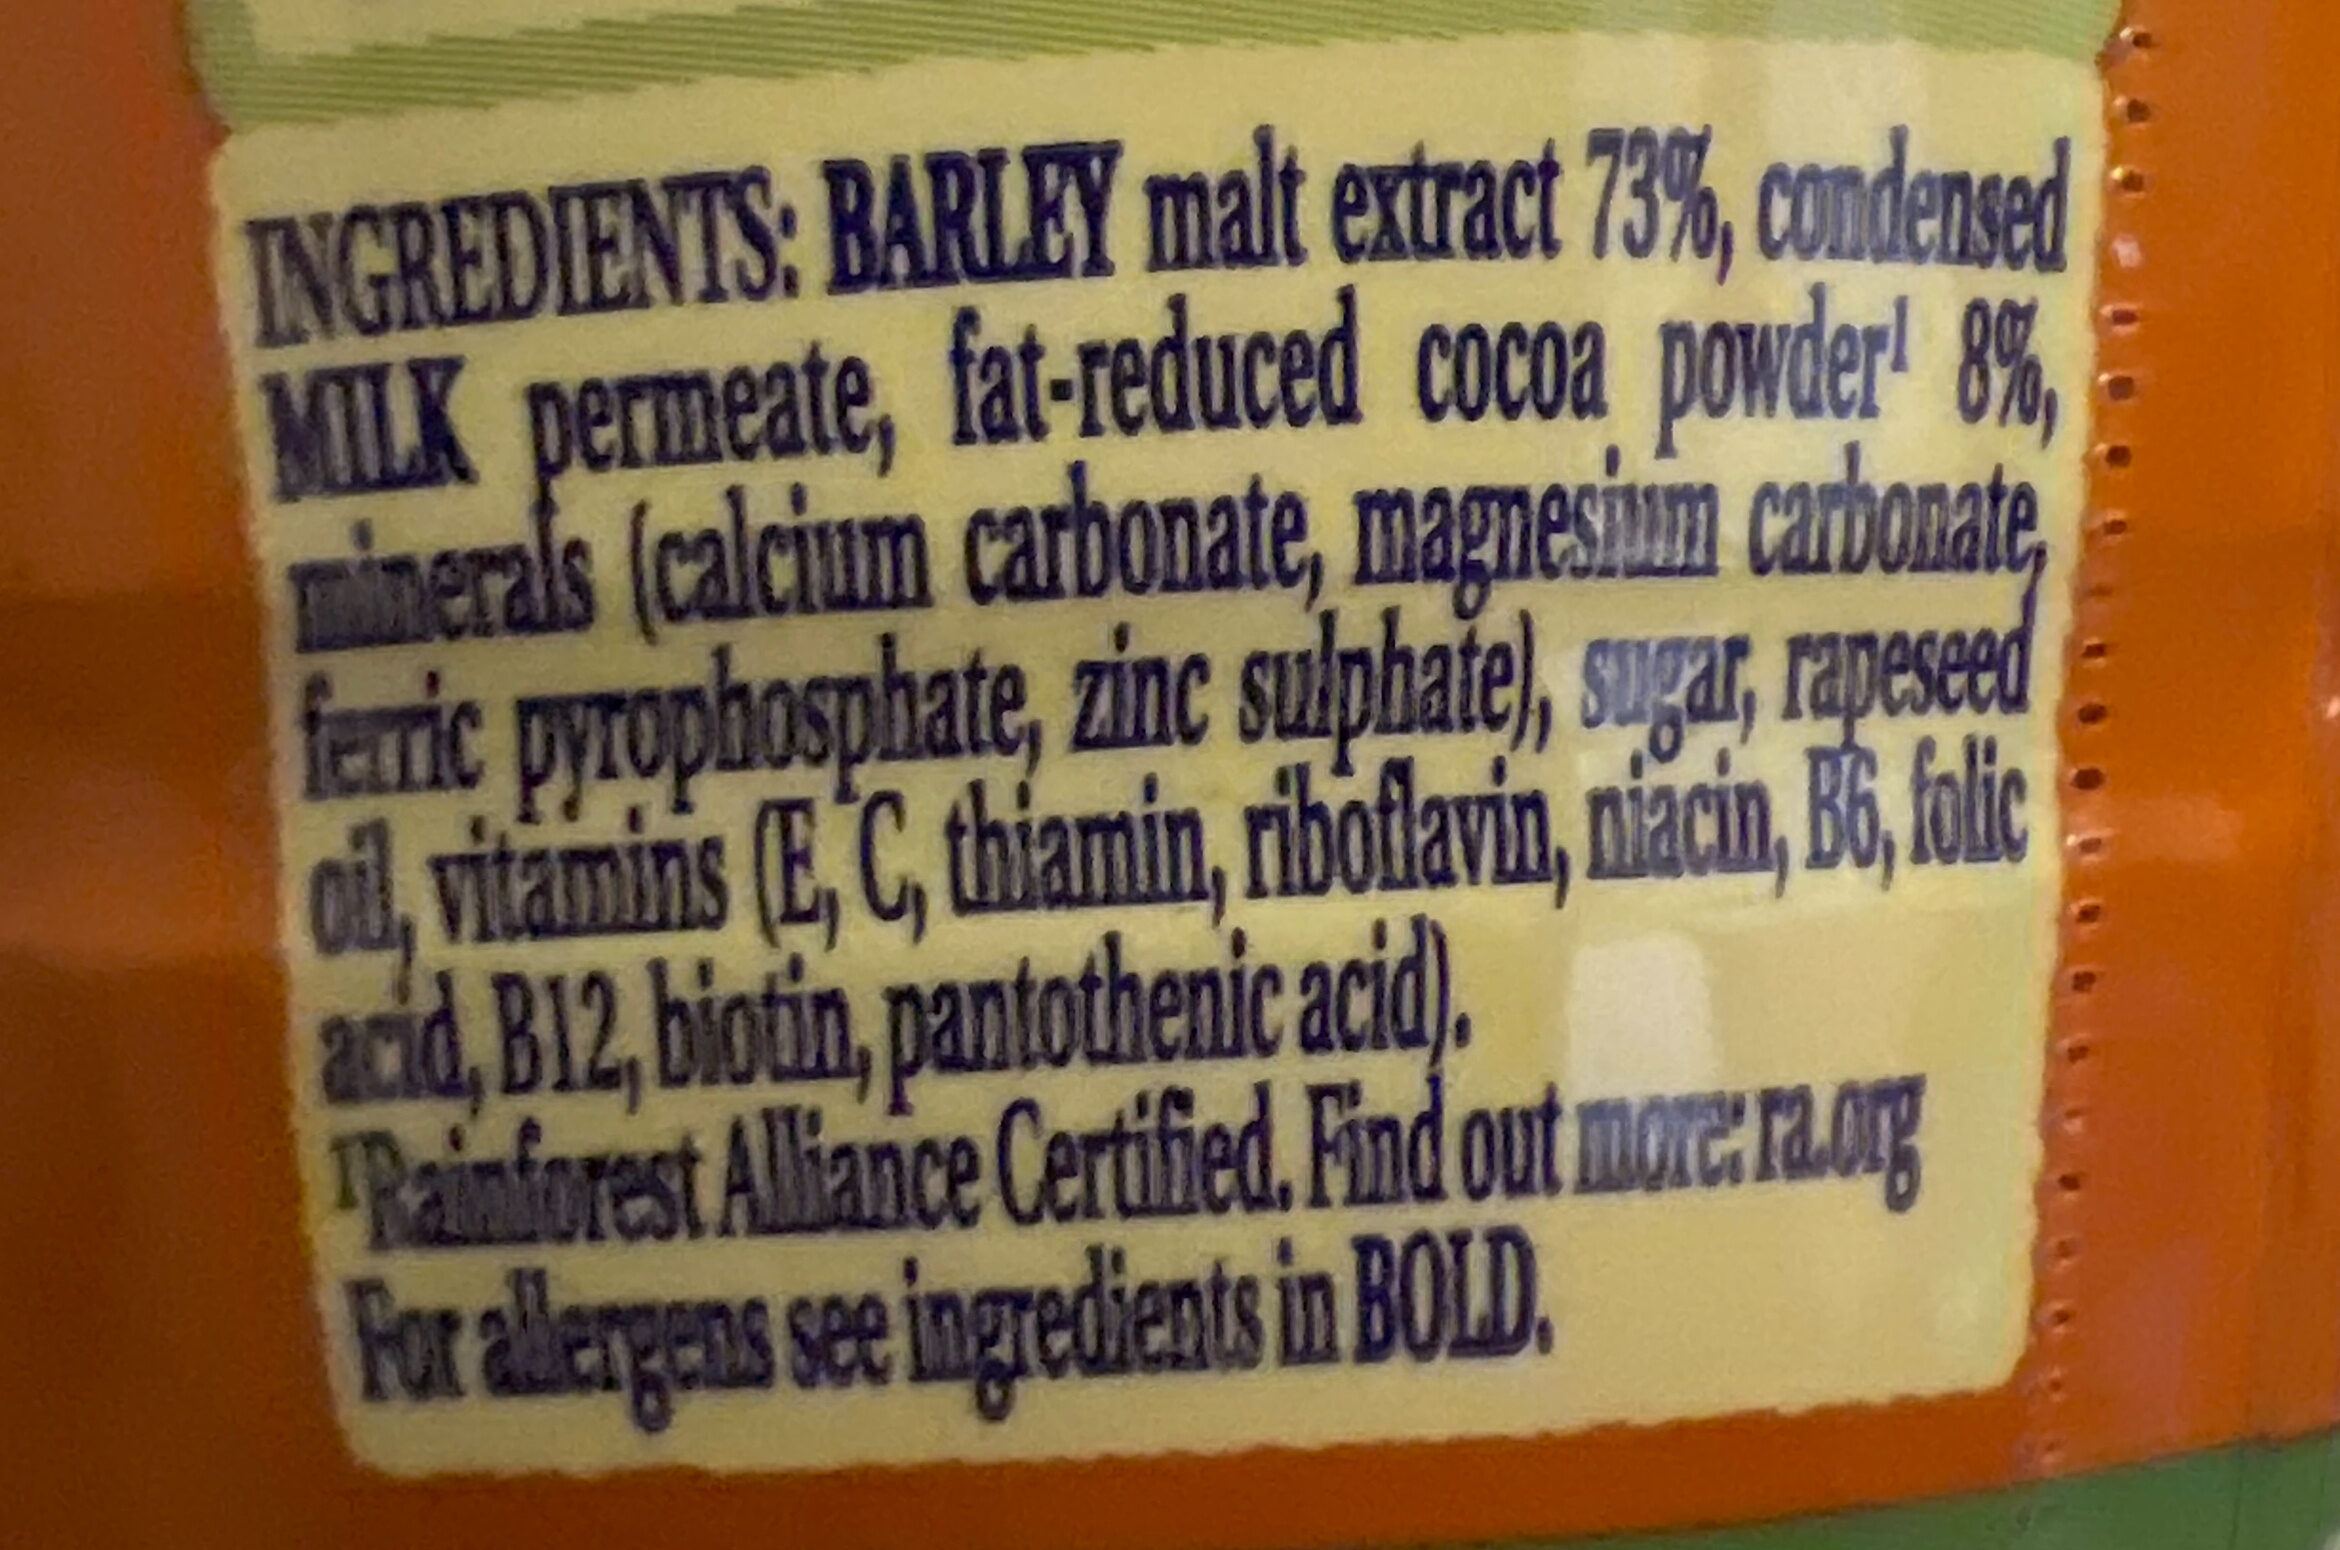 INGREDIENTS: BARLEY malt extract 73%, condensed
MILK permeate, fat-reduced cocoa powder¹ 8%,
minerals (calcium carbonate, magnesium carbonate,
ferric pyrophosphate, zinc sulphate), sugar, rapeseed
oil, vitamins (E, C, thiamin, riboflavin, niacin, B6, folic
acid, B12, biotin, pantothenic acid).
¹Rainforest Alliance Certified. Find out more: ra.org
For allergens see ingredients in BOLD.